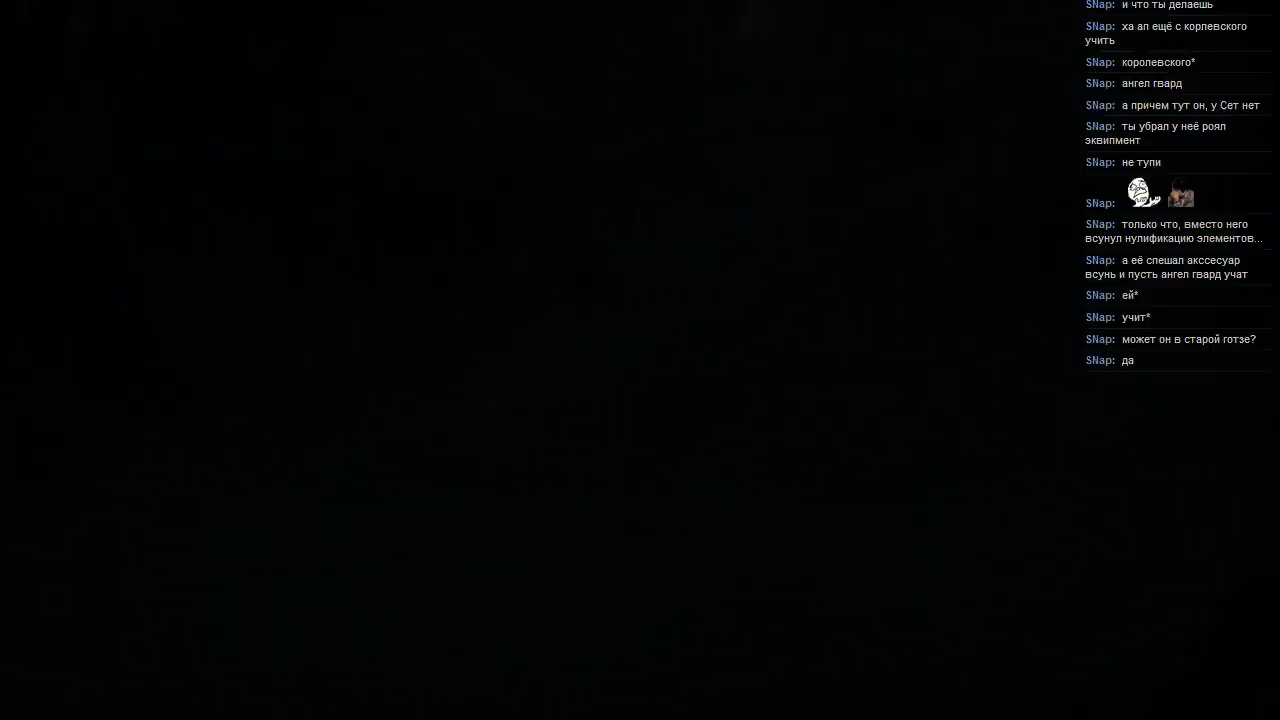 SNap: и что ты делаешь
SNap: ха ап ещё с корлевского
учить
SNap: королевского*
SNap: ангел гвард
SNap: а причем тут он, у Сет нет
SNap: ты убрал у неё роял
эквипмент
SNap: не тупи
SNap:
SNap: только что, вместо него
всунул нулификацию элементов...
SNap: а её спешал акссесуар
всунь и пусть ангел гвард учат
SNap: ей*
SNap: учит*
SNap: может он в старой готзе?
SNap: да